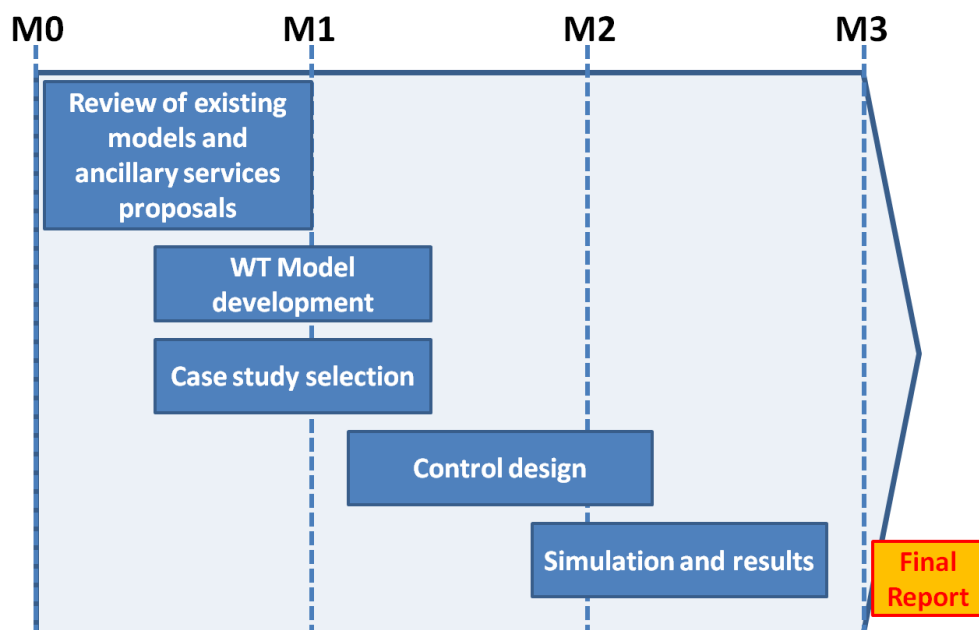 M0 M1 M2 M3
Review of existing
models and
ancillary services
proposals
WT Model
development
Case study selection
Control design
Simulation and results
Final
Report